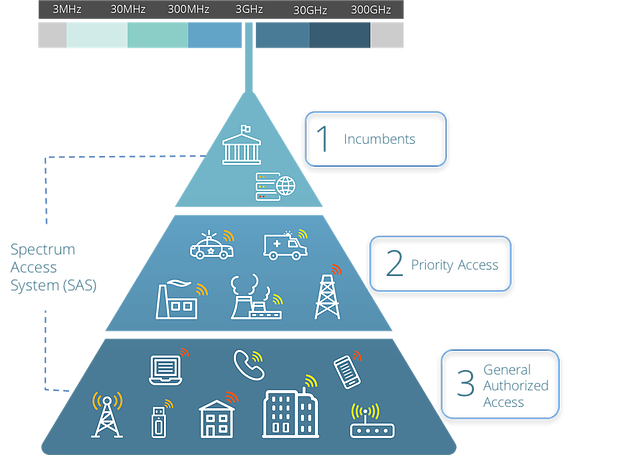 3MHz 30MHz 300MHz 3GHz 30GHz 300GHz
1 Incumbents
Spectrum
Access
System (SAS)
2 Priority Access
3 General
Authorized
Access